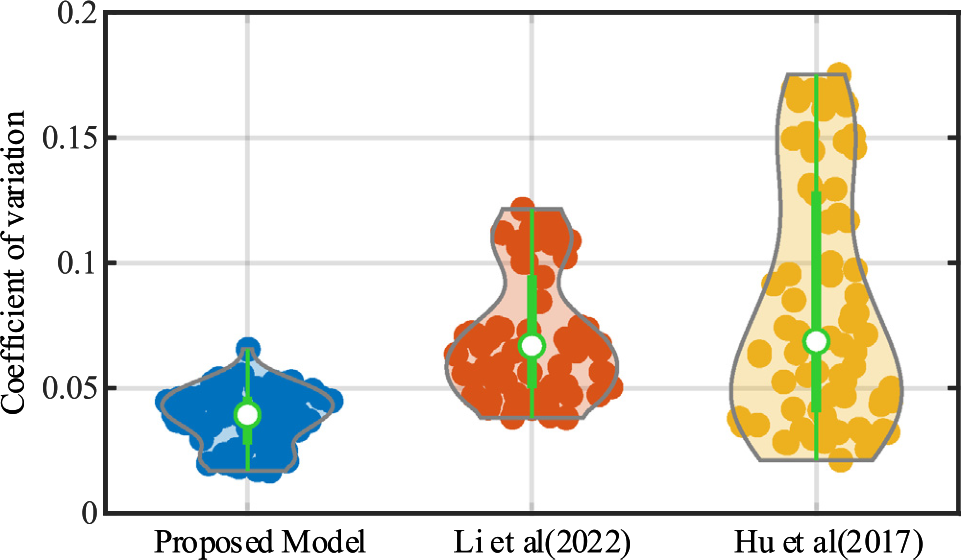 0.2
0.15
0.1
0.05
0
Coefficient of variation
Proposed Model
Li et al(2022)
Hu et al(2017)